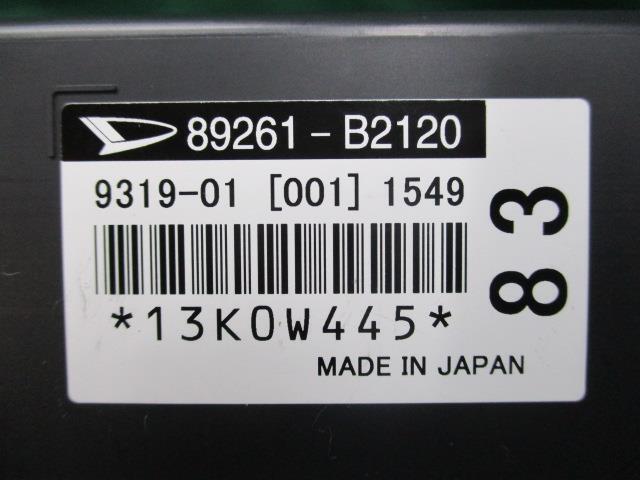 89261-B2120
9319-01 [001] 1549
*13K0W445*
83
MADE IN JAPAN